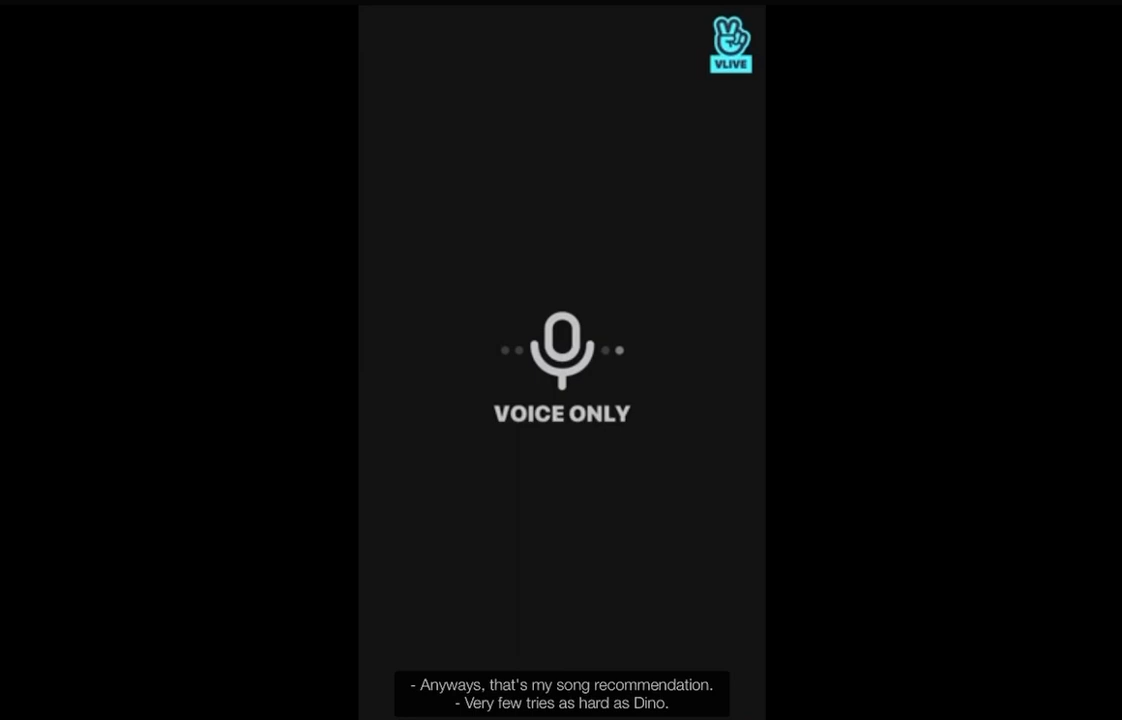 VLIVE
VOICE ONLY
- Anyways, that's my song recommendation.
- Very few tries as hard as Dino.